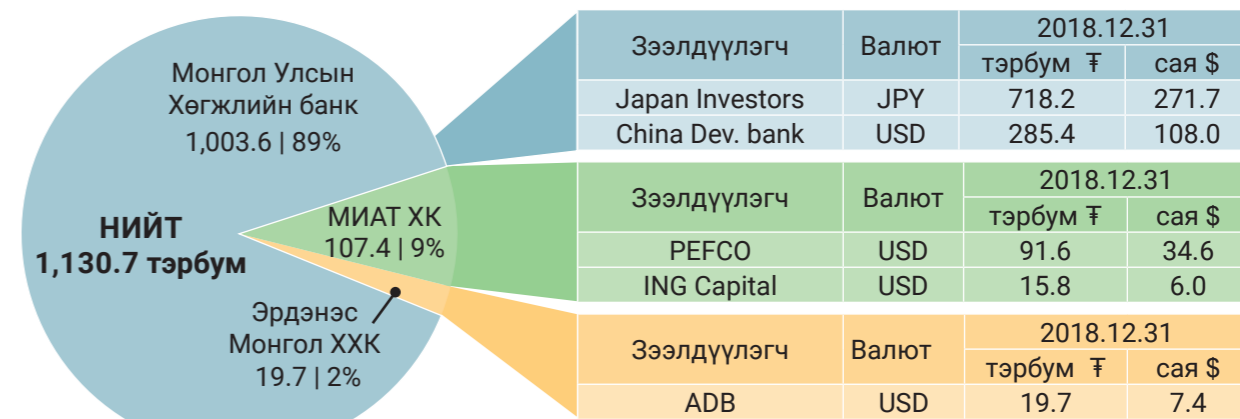 Монгол Улсын
Хөгжлийн банк
1,003.6 | 89%
НИЙТ
1,130.7 тэрбум
МИАТ ХК
107.4 | 9%
Эрдэнэс
Монгол ХХК
19.7 | 2%
Зээлдүүлэгч Валют 2018.12.31
тэрбум ₮ сая $
Japan Investors JPY 718.2 271.7
China Dev. bank USD 285.4 108.0
Зээлдүүлэгч Валют 2018.12.31
тэрбум ₮ сая $
PEFCO USD 91.6 34.6
ING Capital USD 15.8 6.0
Зээлдүүлэгч Валют 2018.12.31
тэрбум ₮ сая $
ADB USD 19.7 7.4